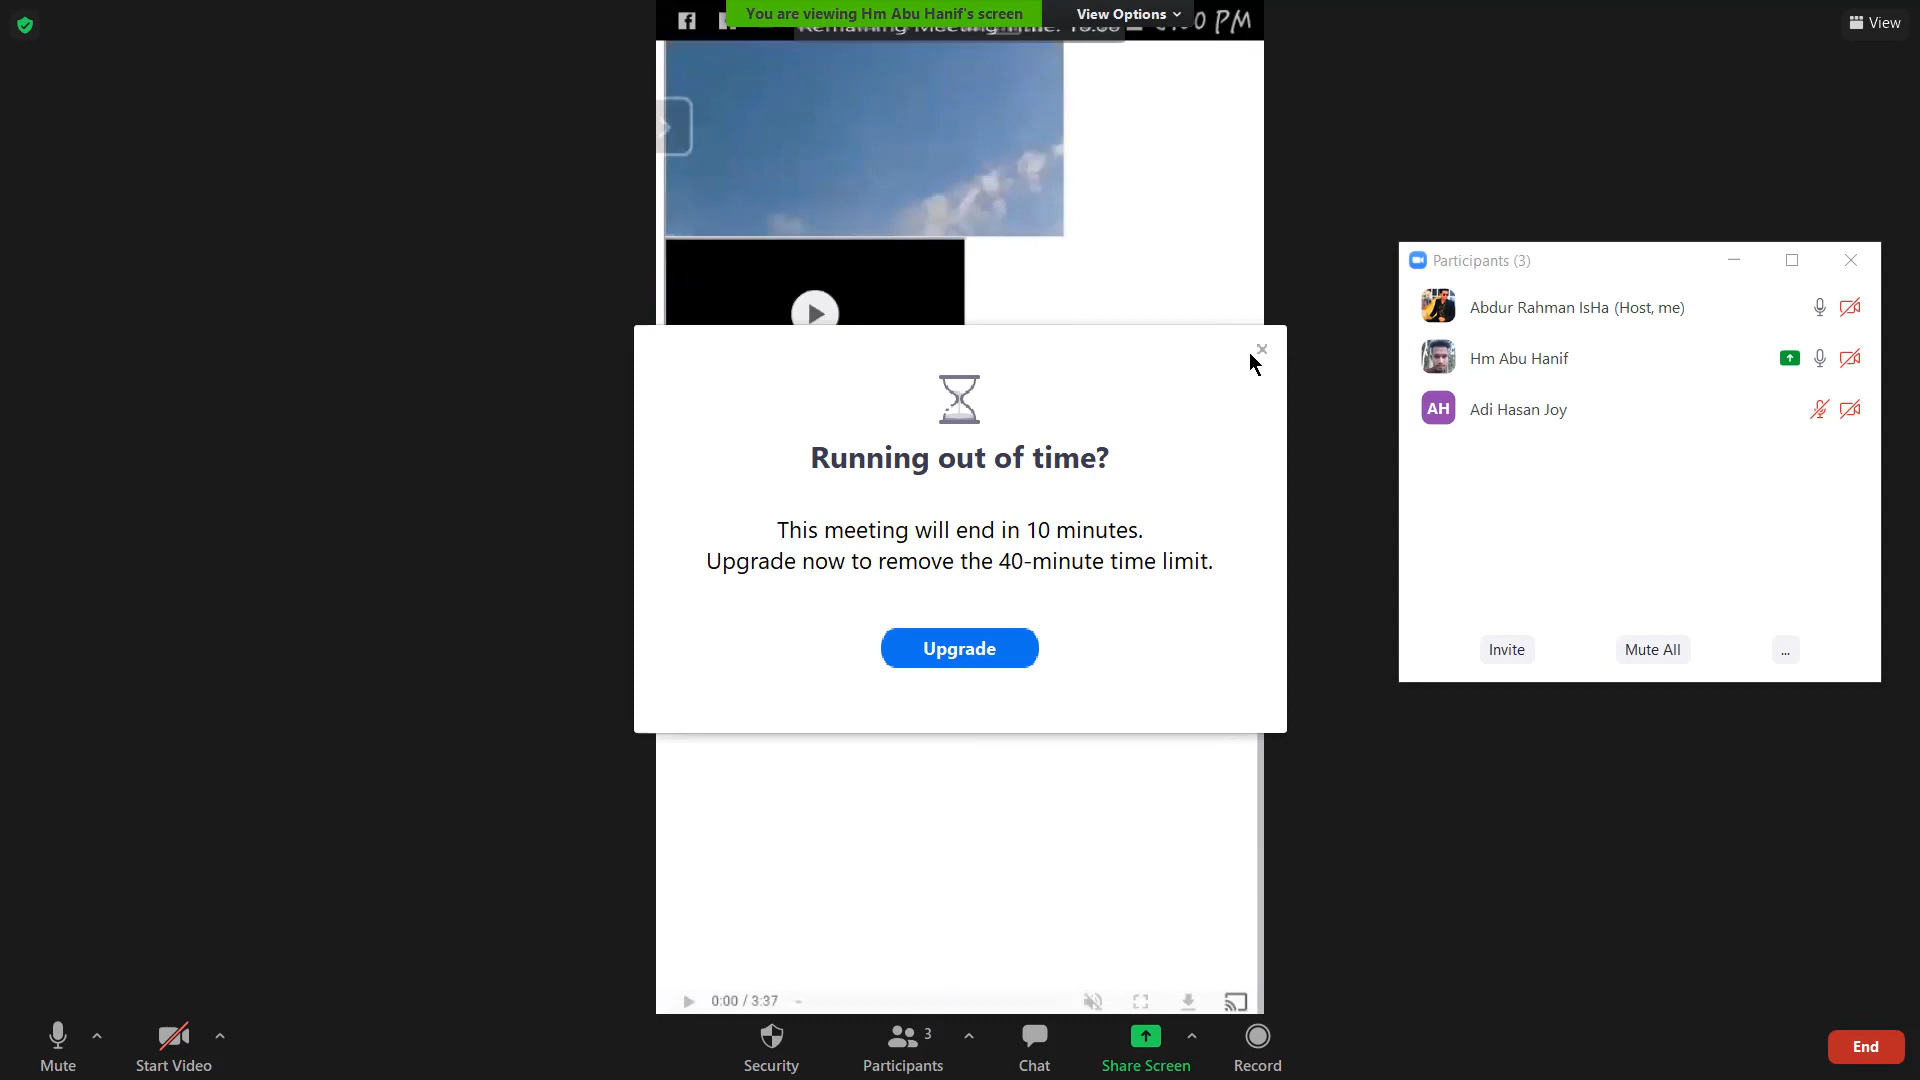 You are viewing Hm Abu Hanif's screen
View Options
PM
View
Remaining Meeting Time:
Participants (3)
Abdur Rahman IsHa (Host, me)
Hm Abu Hanif
AH
Adi Hasan Joy
Running out of time?
This meeting will end in 10 minutes.
Upgrade now to remove the 40-minute time limit.
Upgrade
Invite
Mute All
...
0:00 / 3:37
Mute
Start Video
Security
3
Participants
Chat
Share Screen
Record
End